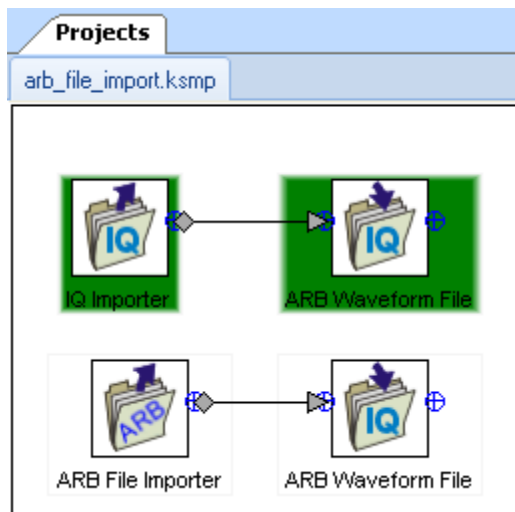 Projects
arb_file_import.ksmp
IQ
IQ
IQ Importer
ARB Waveform File
ARB
IQ
ARB File Importer
ARB Waveform File